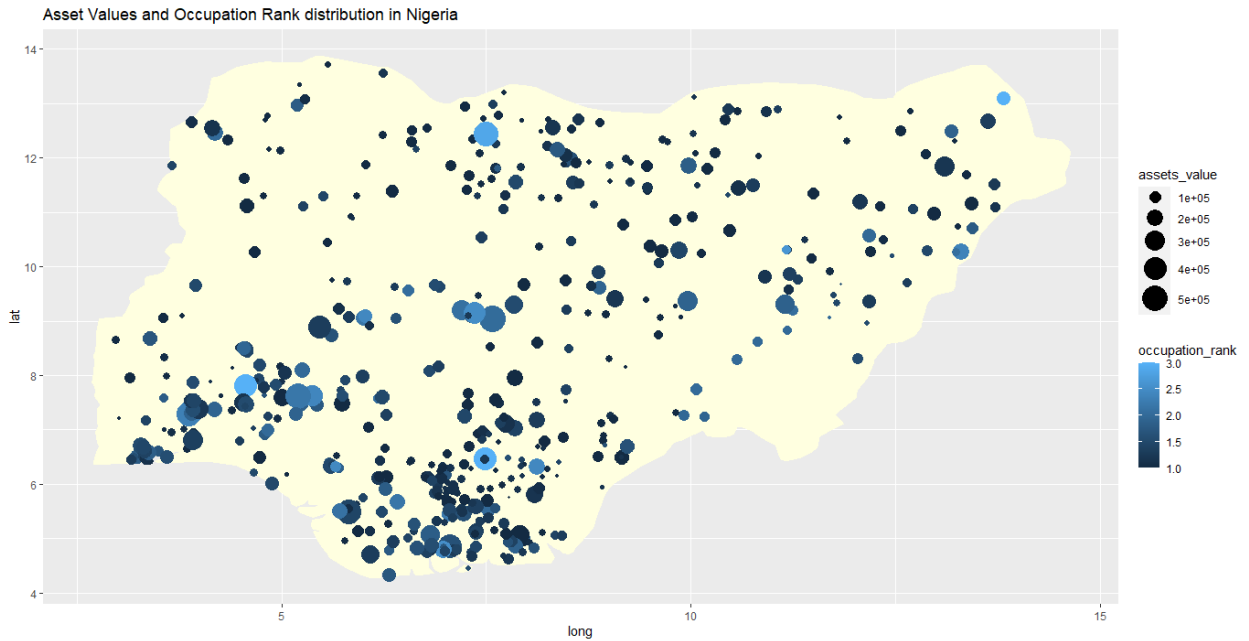 Asset Values and Occupation Rank distribution in Nigeria
14
12
10
8
6
4
lat
5
10
15
long
assets_value
1e+05
2e+05
3e+05
4e+05
5e+05
occupation_rank
3.0
2.5
2.0
1.5
1.0